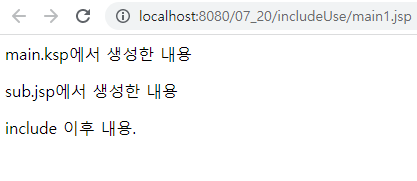 localhost:8080/07_20/includeUse/main1.jsp
main.ksp에서 생성한 내용
sub.jsp에서 생성한 내용
include 이후 내용.